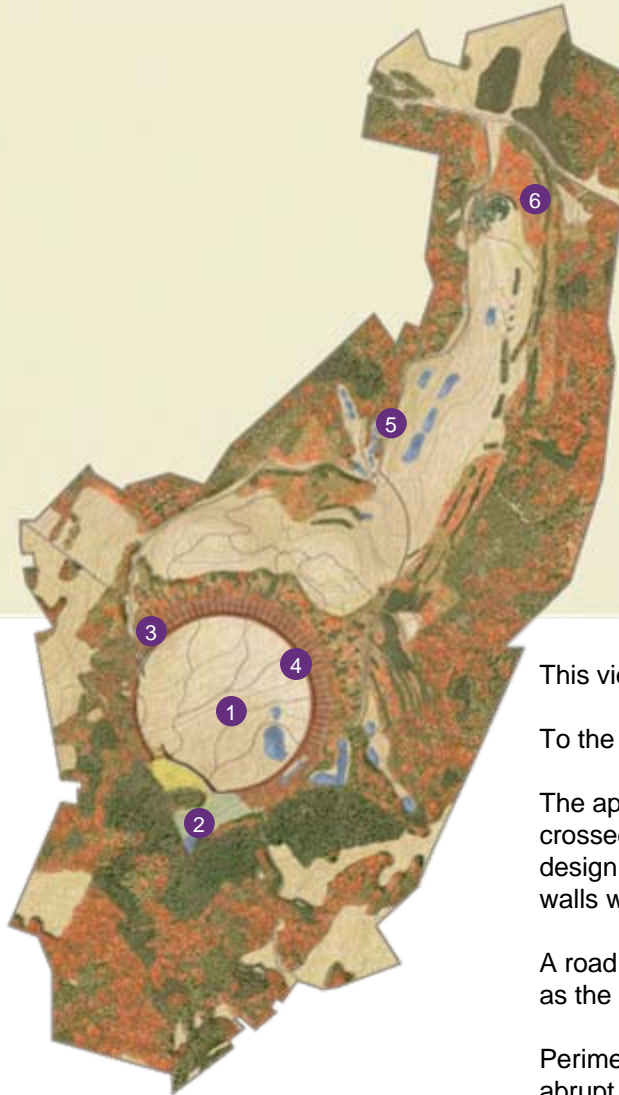 6
5
3
4
1
2
This vie
To the
The ap
crossed
design
walls w
A road
as the
Perime
abrupt